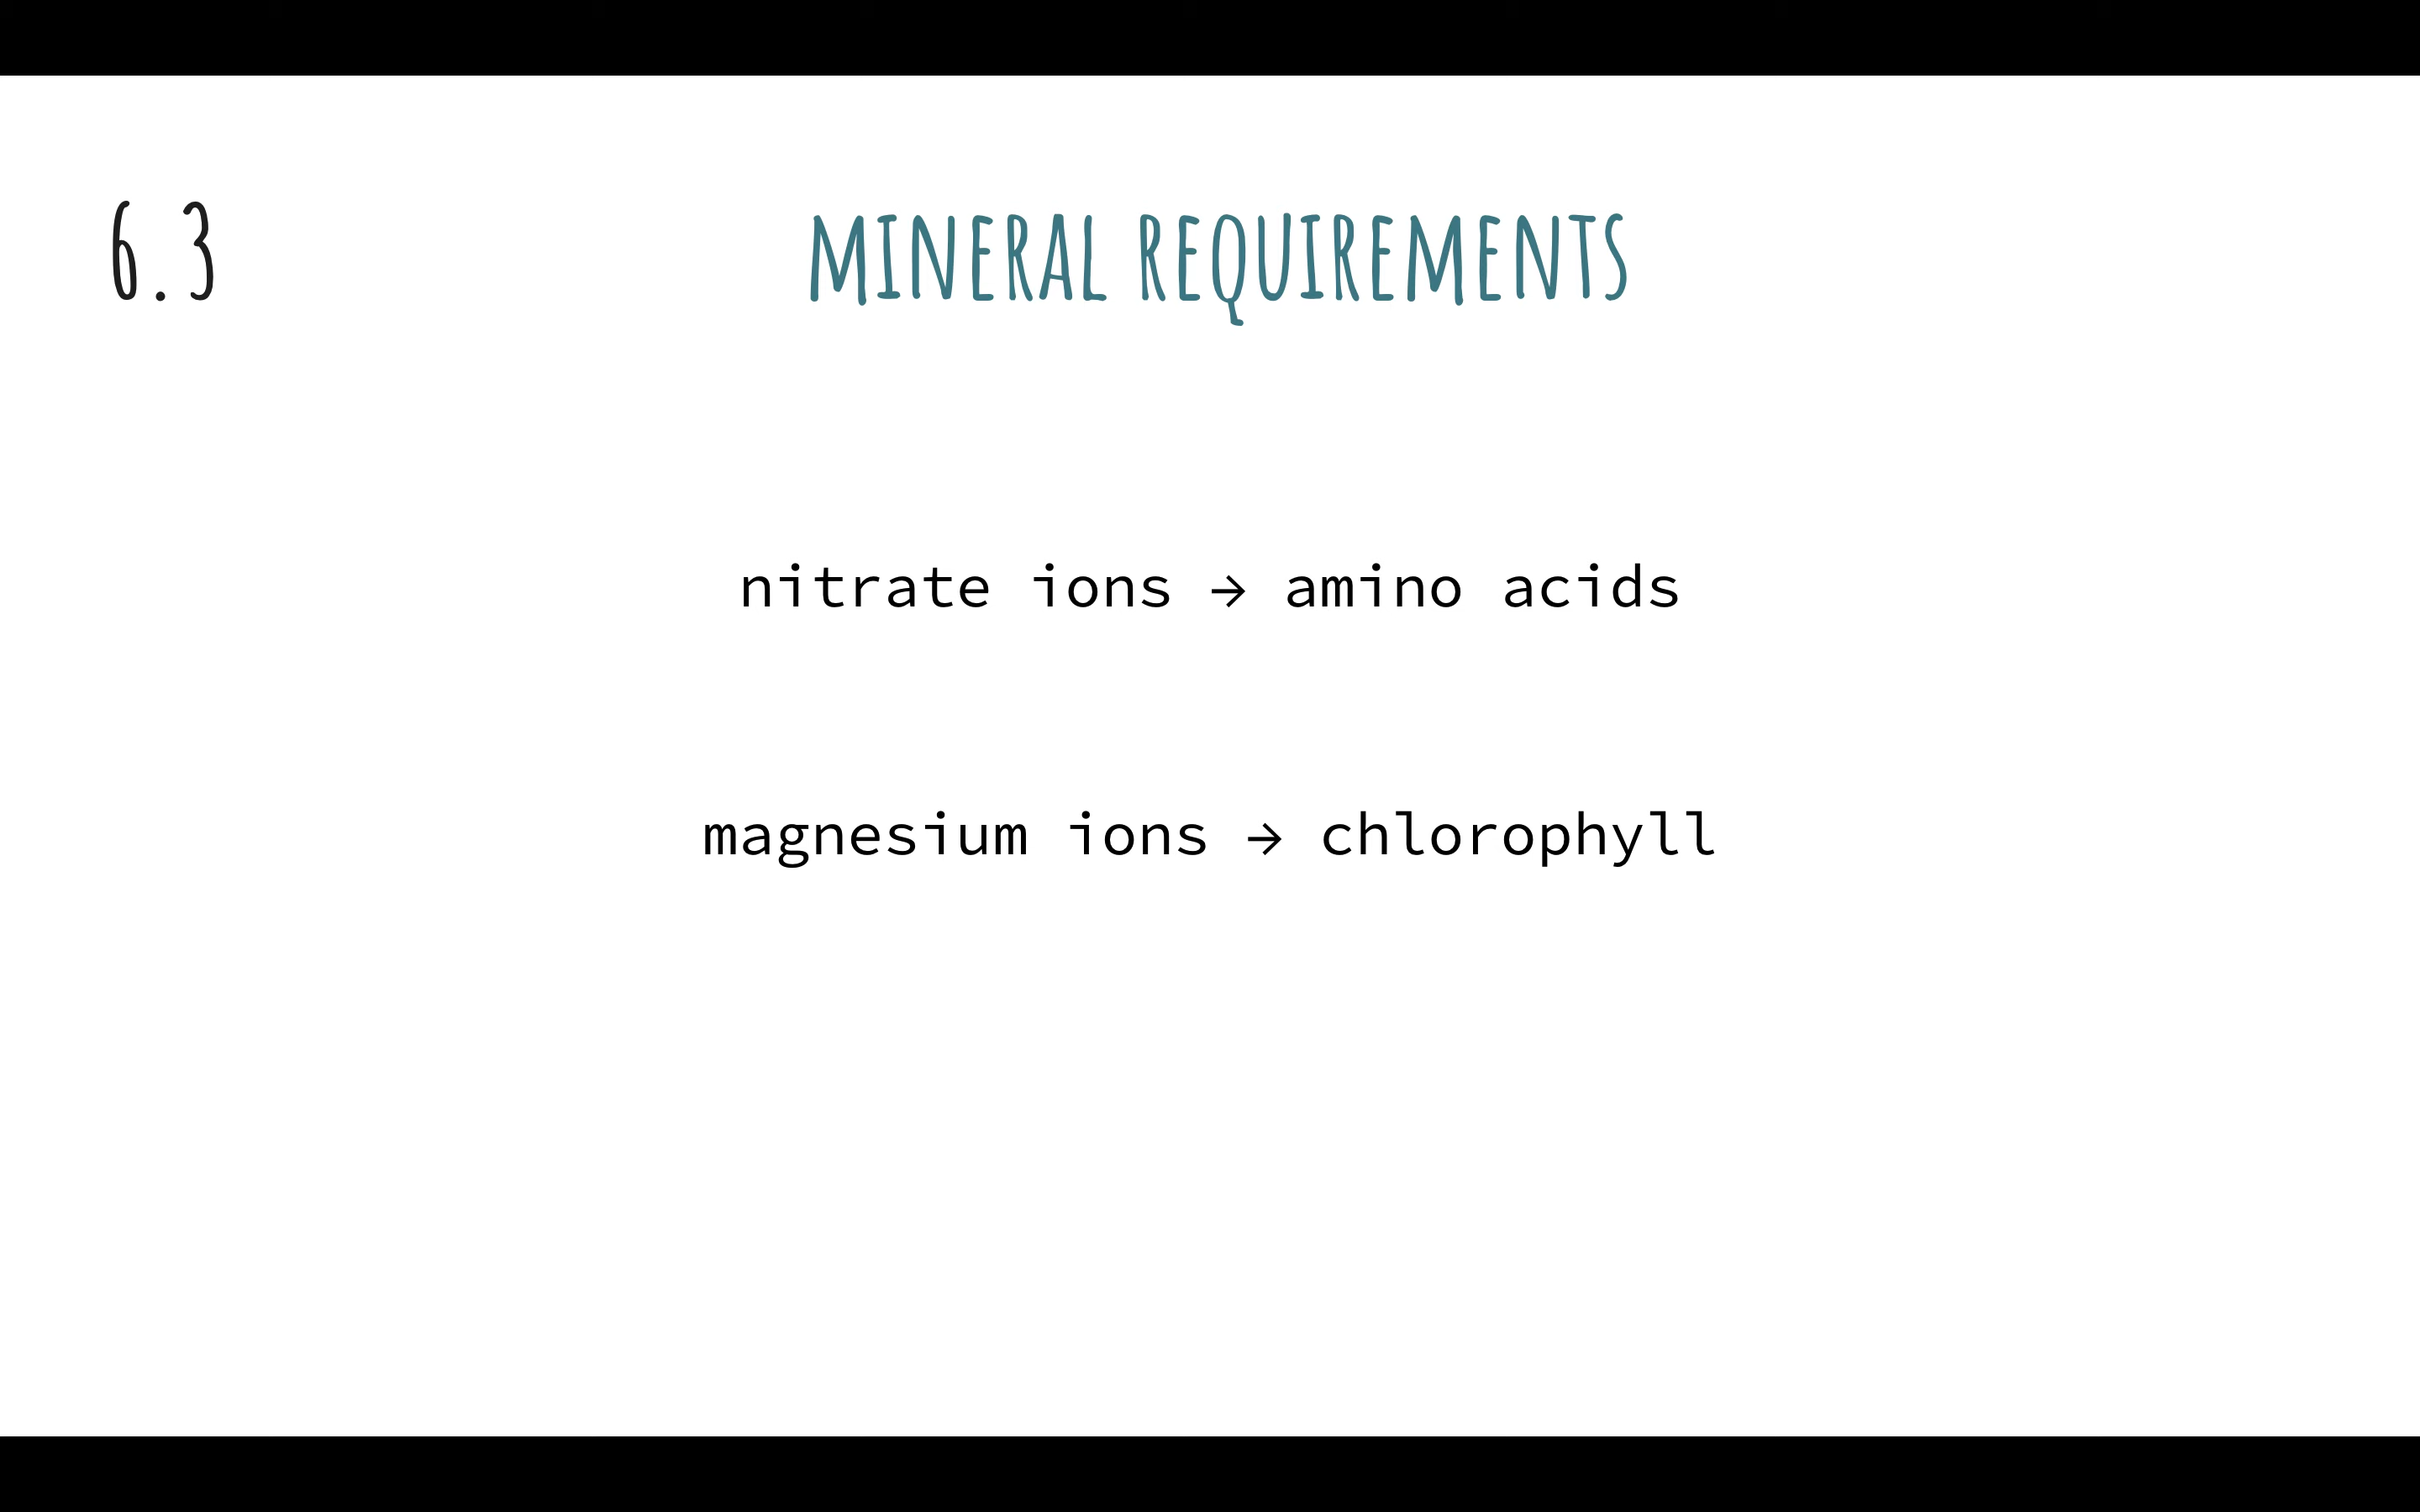 6.3
MINERAL REQUIREMENTS
nitrate ions → amino acids
magnesium ions → chlorophyll